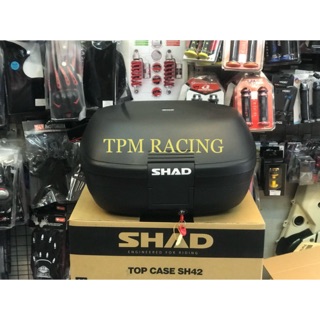 TPM RACING
SHAD
SHAD
ENGINEERED FOR RIDING
TOP CASE SH42